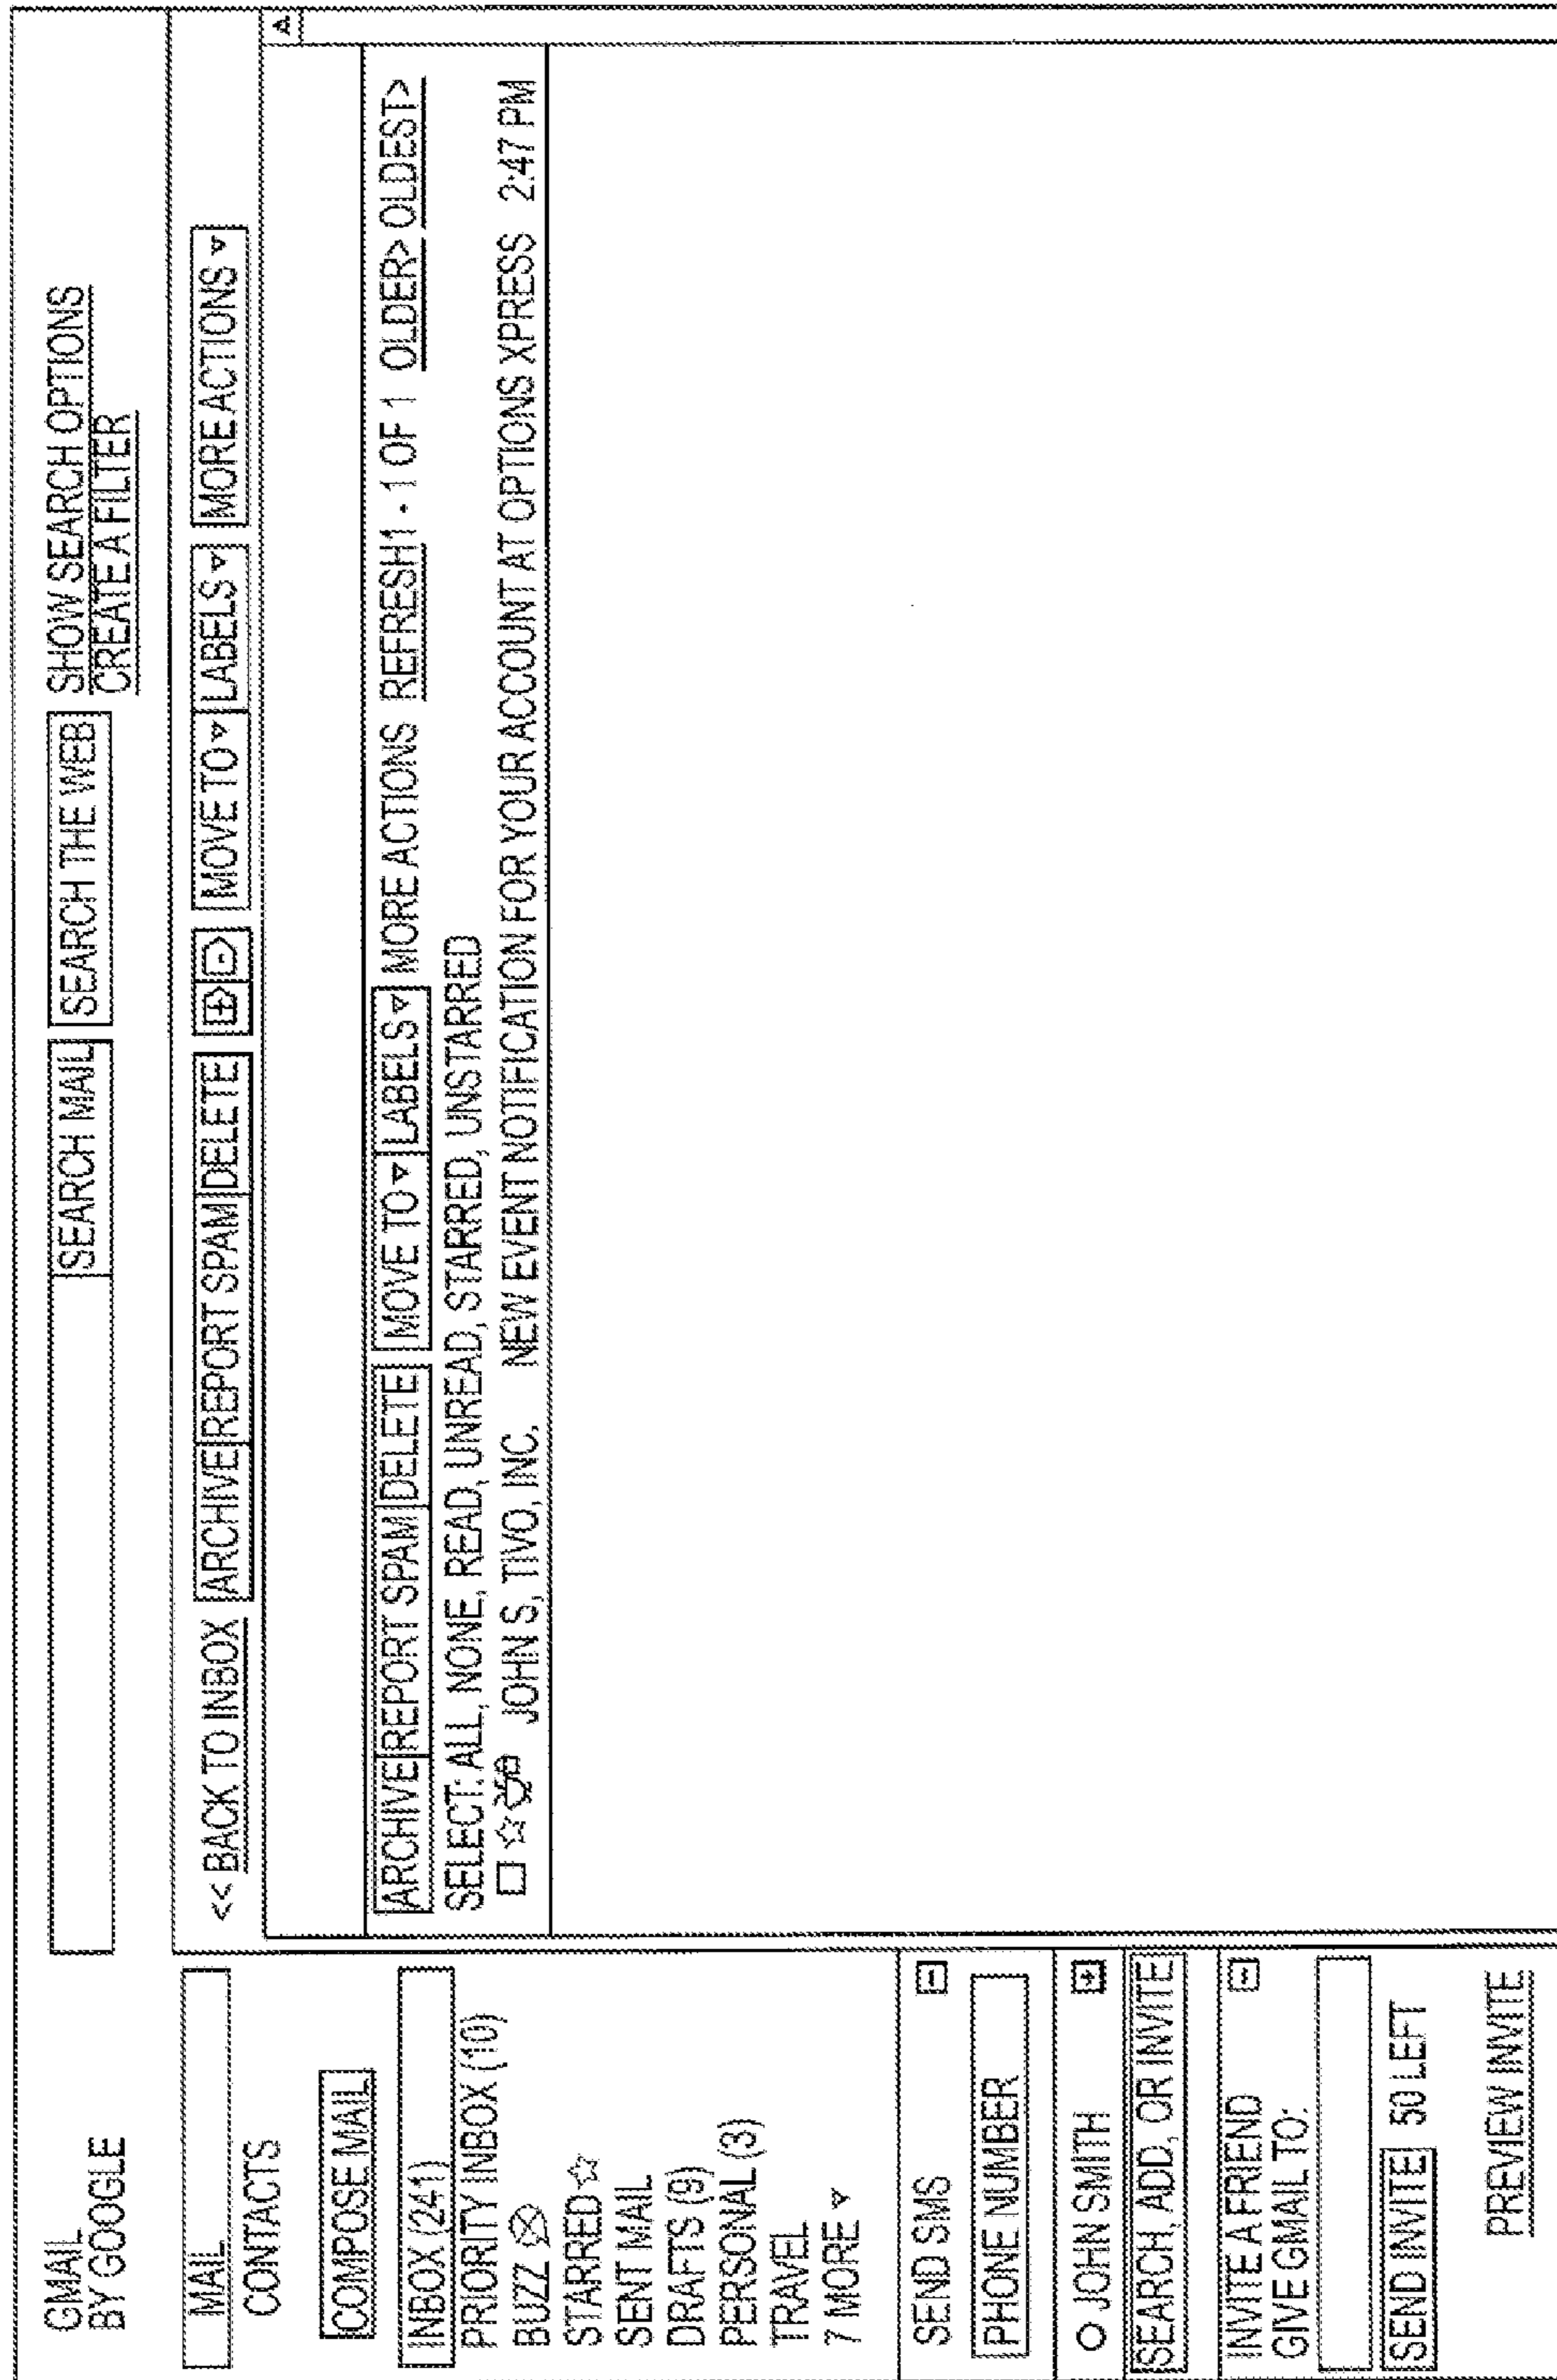 GMAIL
BY GOOGLE
SEARCH MAIL SEARCH THE WEB SHOW SEARCH OPTIONS
CREATE A FILTER
MAIL
CONTACTS
COMPOSE MAIL
INBOX (241)
PRIORITY INBOX (10)
BUZZ
STARRED ☆
SENT MAIL
DRAFTS (9)
PERSONAL (3)
TRAVEL
7 MORE ▾
SEND SMS -
PHONE NUMBER
JOHN SMITH +
SEARCH, ADD, OR INVITE
INVITE A FRIEND -
GIVE GMAIL TO:
SEND INVITE 50 LEFT
PREVIEW INVITE
<< BACK TO INBOX ARCHIVE REPORT SPAM DELETE + - MOVE TO ▾ LABELS ▾ MORE ACTIONS ▾
ARCHIVE REPORT SPAM DELETE MOVE TO ▾ LABELS ▾ MORE ACTIONS REFRESH 1 - 1 OF 1 OLDER> OLDEST>
SELECT: ALL, NONE, READ, UNREAD, STARRED, UNSTARRED
☐ ☆ JOHN S, TIVO, INC. NEW EVENT NOTIFICATION FOR YOUR ACCOUNT AT OPTIONS XPRESS 2:47 PM